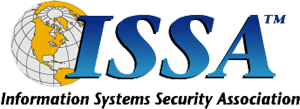 ISSA™
Information Systems Security Association